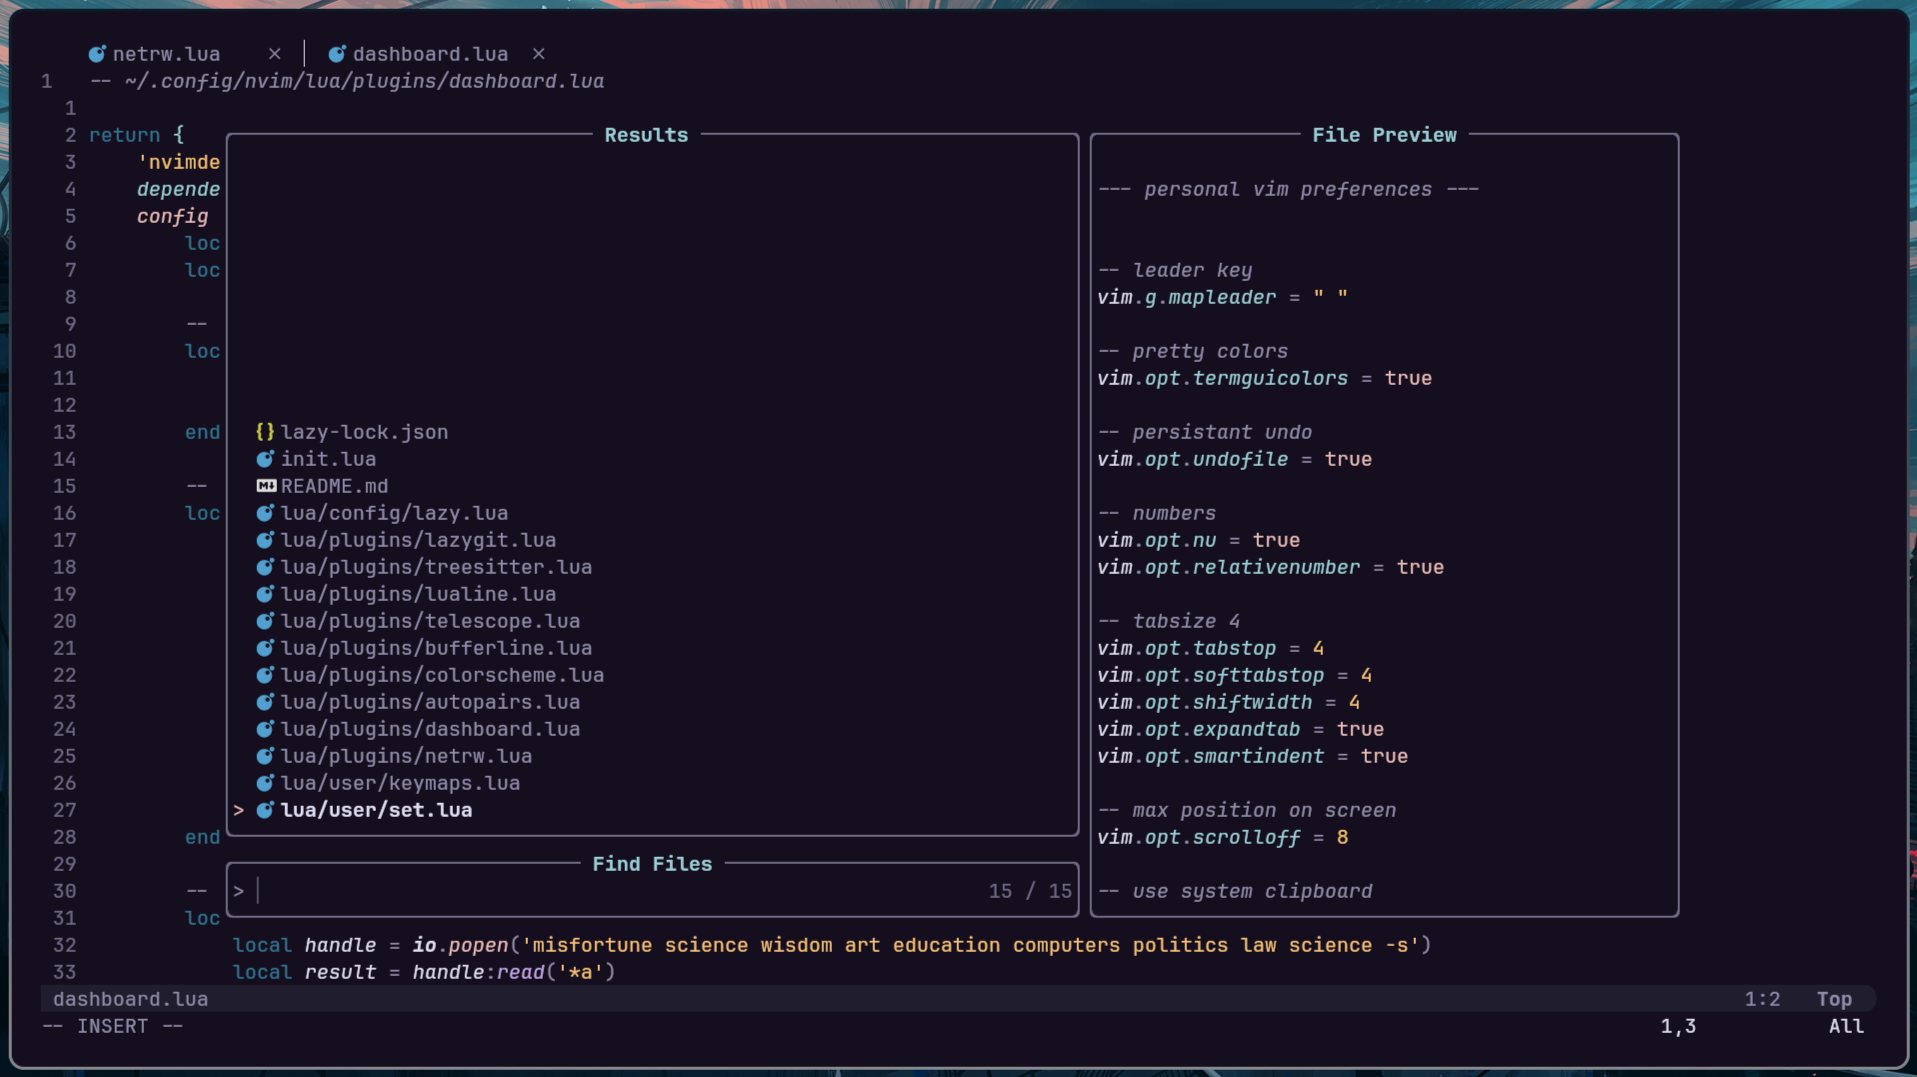 netrw.lua × dashboard.lua ×
1 -- ~/.config/nvim/lua/plugins/dashboard.lua
1
2 return {
3 'nvimde
4 depende
5 config
6 loc
7 loc
8
9 --
10 loc
11
12
13 end
14
15 --
16 loc
17
18
19
20
21
22
23
24
25
26
27
28 end
29
30 --
31 loc
32 local handle = io.popen('misfortune science wisdom art education computers politics law science -s')
33 local result = handle:read('*a')
Results
{} lazy-lock.json
init.lua
M↓ README.md
lua/config/lazy.lua
lua/plugins/lazygit.lua
lua/plugins/treesitter.lua
lua/plugins/lualine.lua
lua/plugins/telescope.lua
lua/plugins/bufferline.lua
lua/plugins/colorscheme.lua
lua/plugins/autopairs.lua
lua/plugins/dashboard.lua
lua/plugins/netrw.lua
lua/user/keymaps.lua
> lua/user/set.lua
Find Files
> 15 / 15
File Preview
--- personal vim preferences ---
-- leader key
vim.g.mapleader = " "
-- pretty colors
vim.opt.termguicolors = true
-- persistant undo
vim.opt.undofile = true
-- numbers
vim.opt.nu = true
vim.opt.relativenumber = true
-- tabsize 4
vim.opt.tabstop = 4
vim.opt.softtabstop = 4
vim.opt.shiftwidth = 4
vim.opt.expandtab = true
vim.opt.smartindent = true
-- max position on screen
vim.opt.scrolloff = 8
-- use system clipboard
dashboard.lua 1:2 Top
-- INSERT -- 1,3 All